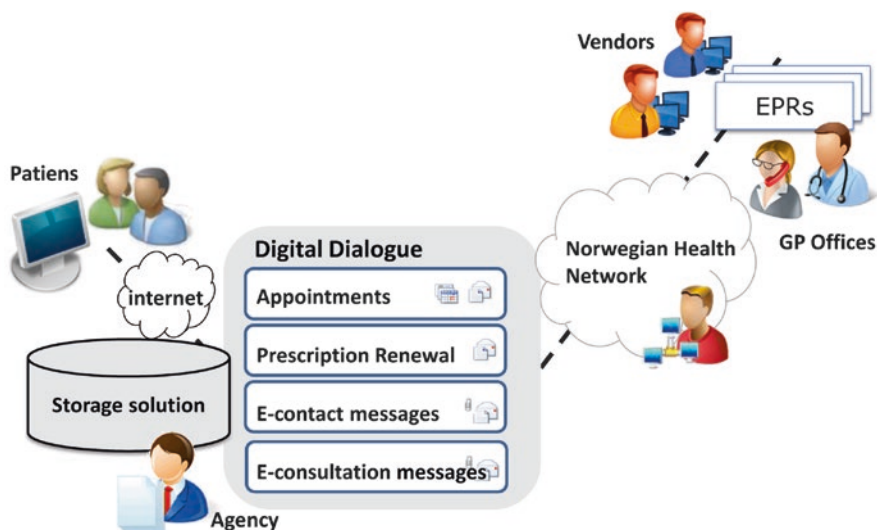 Vendors
EPRs
Patiens
GP Offices
Digital Dialogue
Norwegian Health
Network
internet
Appointments
Prescription Renewal
Storage solution
E-contact messages
E-consultation messages
Agency